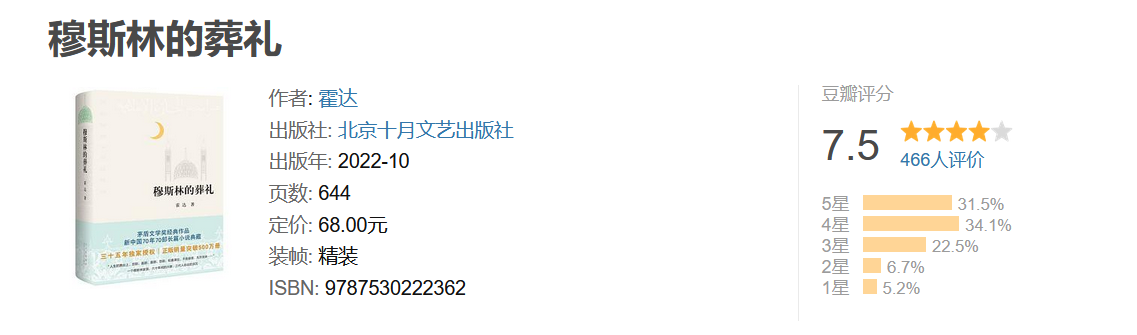 穆斯林的葬礼
穆斯林的葬礼
穆斯林的葬礼
霍达 著
茅盾文学奖经典作品
新中国70年70部长篇小说典藏
三十五年独家授权 正版销量突破500万册
作者: 霍达
出版社: 北京十月文艺出版社
出版年: 2022-10
页数: 644
定价: 68.00元
装帧: 精装
ISBN: 9787530222362
豆瓣评分
7.5
466人评价
5星 31.5%
4星 34.1%
3星 22.5%
2星 6.7%
1星 5.2%